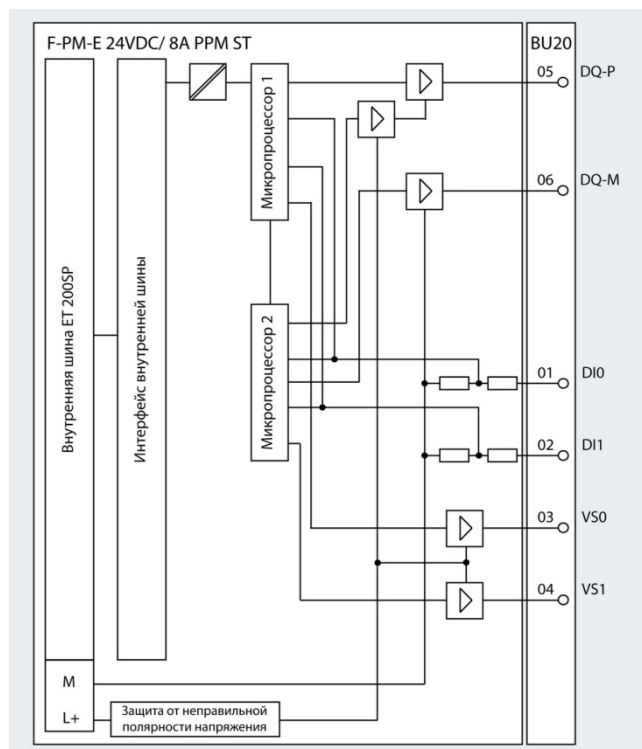 F-PM-E 24VDC/ 8A PPM ST
BU20
Внутренняя шина ET 200SP
Интерфейс внутренней шины
Микропроцессор 1
Микропроцессор 2
05 DQ-P
06 DQ-M
01 DI0
02 DI1
03 VS0
04 VS1
M
L+
Защита от неправильной
полярности напряжения